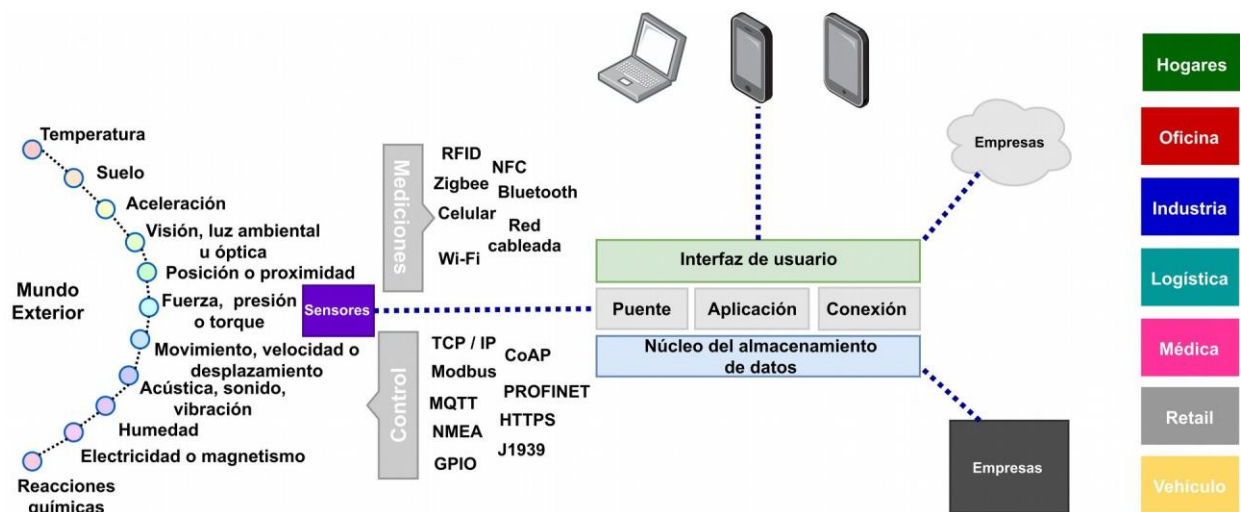 Temperatura
Suelo
Aceleración
Visión, luz ambiental
u óptica
Posición o proximidad
Mundo
Exterior
Fuerza, presión
o torque
Movimiento, velocidad o
desplazamiento
Acústica, sonido,
vibración
Humedad
Electricidad o magnetismo
Reacciones
químicas
Sensores
Mediciones
RFID
NFC
Zigbee
Bluetooth
Celular
Red
cableada
Wi-Fi
Control
TCP / IP
CoAP
Modbus
PROFINET
MQTT
HTTPS
NMEA
J1939
GPIO
Interfaz de usuario
Puente
Aplicación
Conexión
Núcleo del almacenamiento
de datos
Empresas
Empresas
Hogares
Oficina
Industria
Logística
Médica
Retail
Vehículo